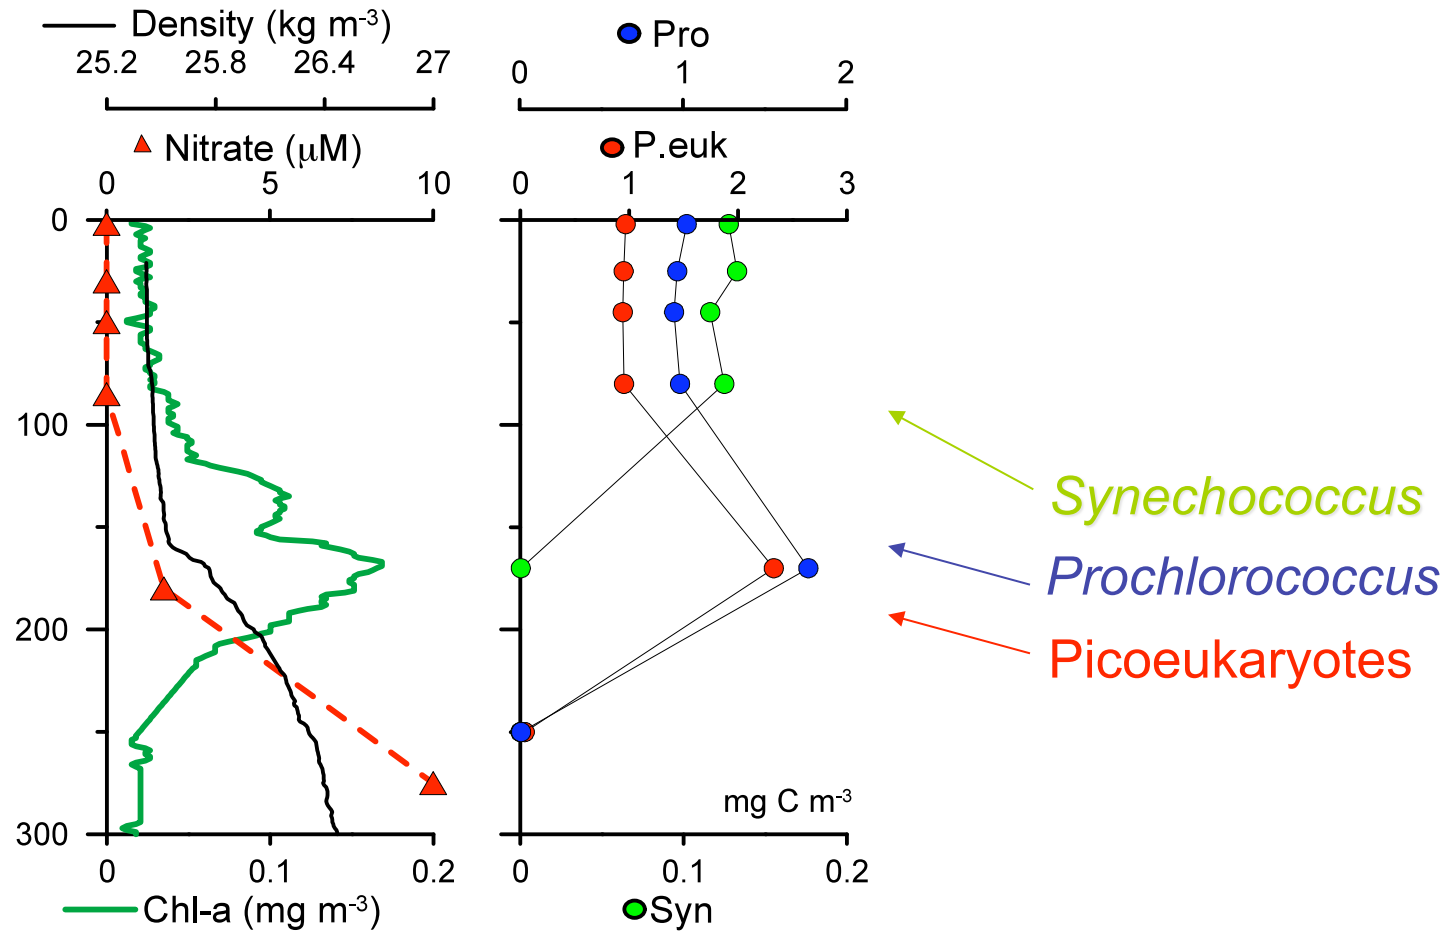 Density (kg m-3)
25.2 25.8 26.4 27
Nitrate (μM)
0 5 10
Pro
0 1 2
P.euk
0 1 2 3
0
100
200
300
0 0.1 0.2
Chl-a (mg m-3)
mg C m-3
0 0.1 0.2
Syn
Synechococcus
Prochlorococcus
Picoeukaryotes